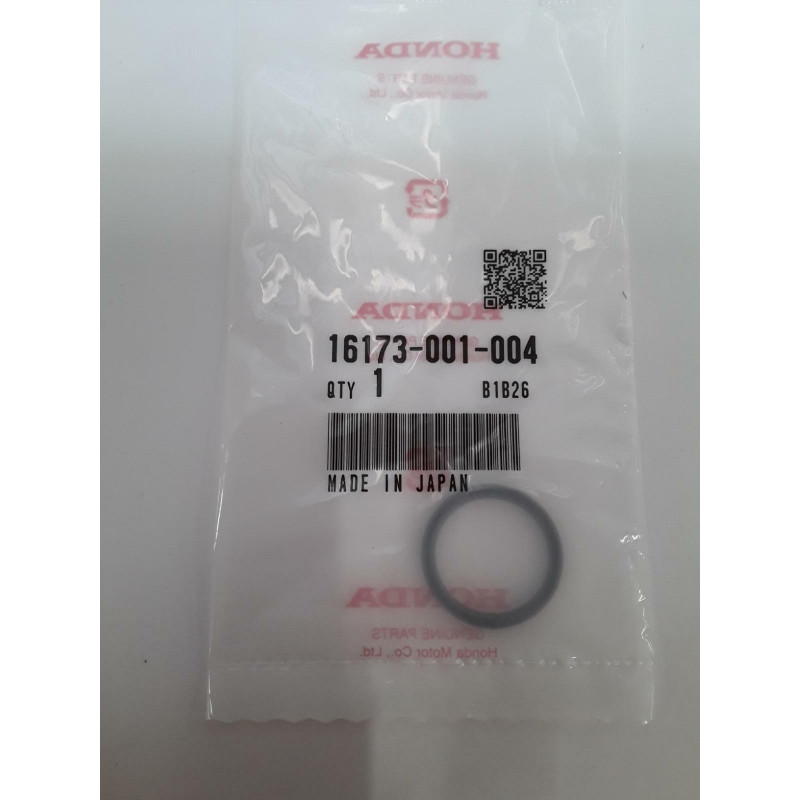 HONDA
GENUINE PARTS
Honda Motor Co., Ltd.
HONDA
16173-001-004
QTY 1 B1B26
MADE IN JAPAN
HONDA
GENUINE PARTS
Honda Motor Co., Ltd.